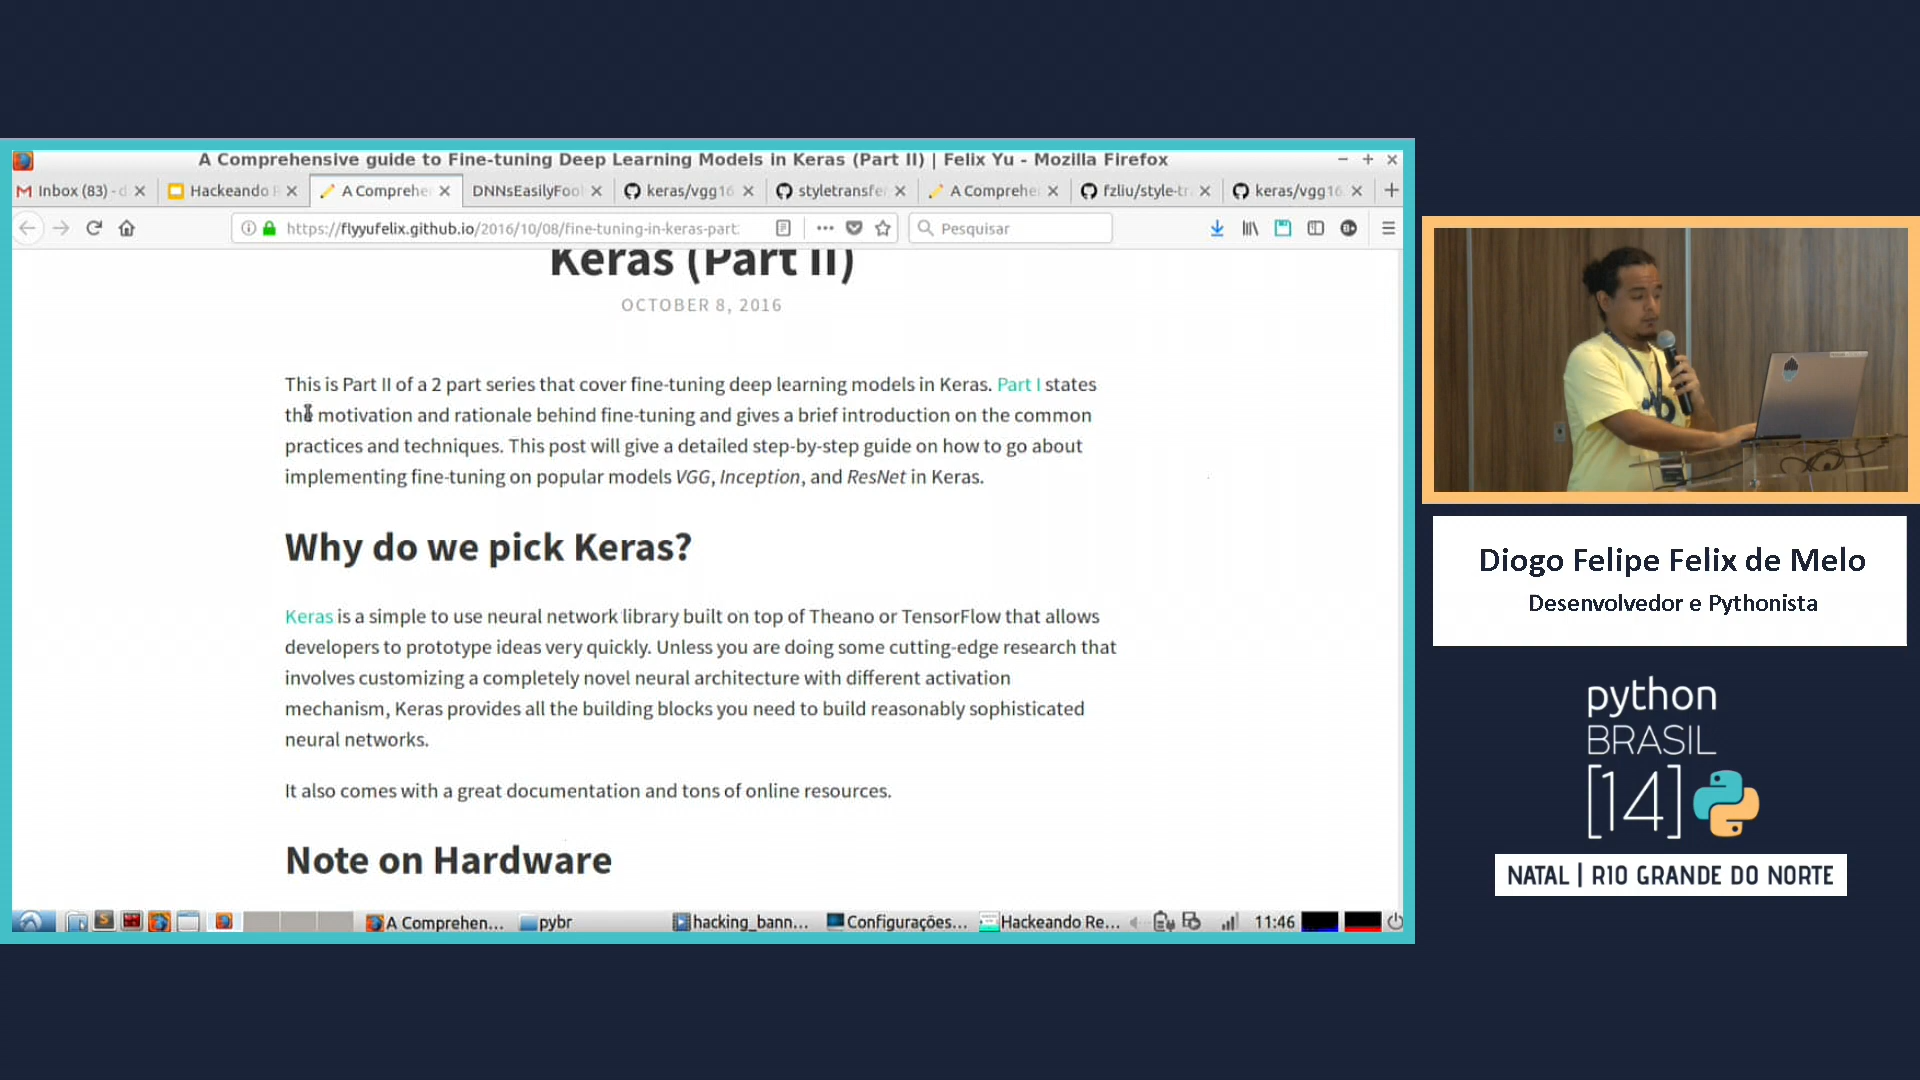 A Comprehensive guide to Fine-tuning Deep Learning Models in Keras (Part II) | Felix Yu - Mozilla Firefox
Inbox (83) - d
Hackeando
A Comprehe
DNNsEasilyFoo
keras/vgg16
styletransfe
A Comprehe
fzliu/style-tr
keras/vgg16
https://flyyufelix.github.io/2016/10/08/fine-tuning-in-keras-part
Pesquisar
Keras (Part II)
OCTOBER 8, 2016
This is Part II of a 2 part series that cover fine-tuning deep learning models in Keras. Part I states
the motivation and rationale behind fine-tuning and gives a brief introduction on the common
practices and techniques. This post will give a detailed step-by-step guide on how to go about
implementing fine-tuning on popular models VGG, Inception, and ResNet in Keras.
Why do we pick Keras?
Keras is a simple to use neural network library built on top of Theano or TensorFlow that allows
developers to prototype ideas very quickly. Unless you are doing some cutting-edge research that
involves customizing a completely novel neural architecture with different activation
mechanism, Keras provides all the building blocks you need to build reasonably sophisticated
neural networks.
It also comes with a great documentation and tons of online resources.
Note on Hardware
A Comprehen...
pybr
hacking_bann...
Configurações...
Hackeando Re...
11:46
Diogo Felipe Felix de Melo
Desenvolvedor e Pythonista
python
BRASIL
[14]
NATAL | RIO GRANDE DO NORTE